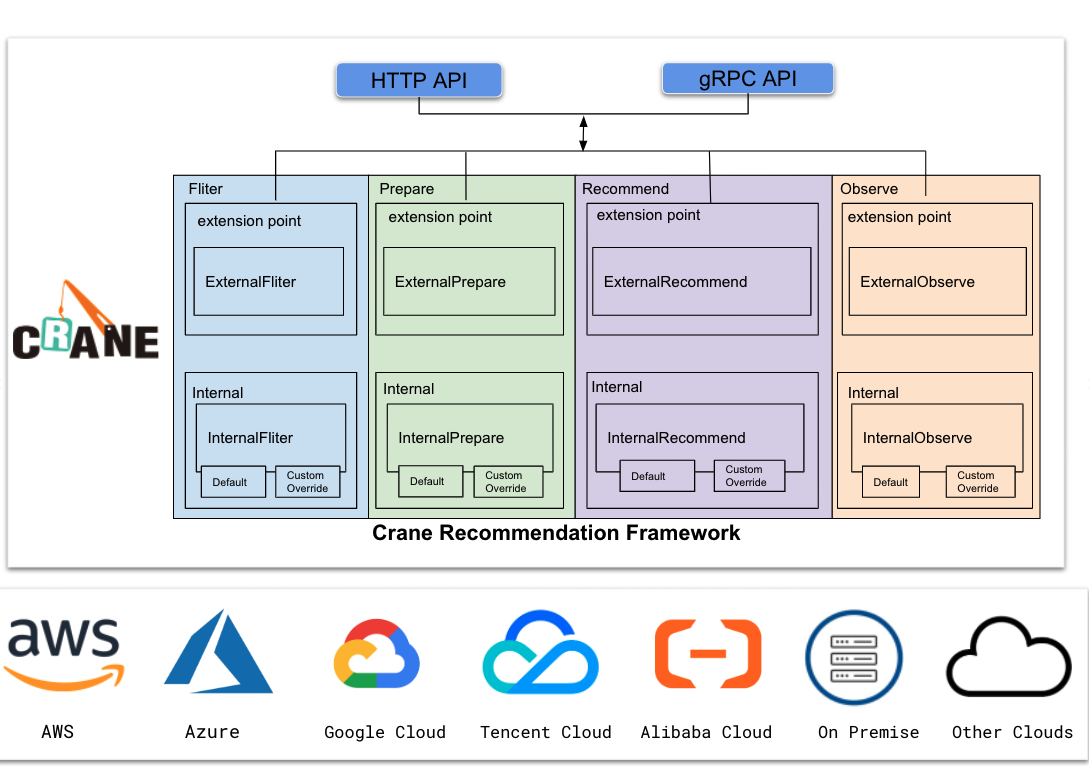 HTTP API
gRPC API
Fliter
Prepare
Recommend
Observe
extension point
extension point
extension point
extension point
ExternalFliter
ExternalPrepare
ExternalRecommend
ExternalObserve
CRANE
Internal
Internal
Internal
Internal
InternalFliter
InternalPrepare
InternalRecommend
InternalObserve
Default
Custom
Override
Default
Custom
Override
Default
Custom
Override
Default
Custom
Override
Crane Recommendation Framework
aws
AWS
Azure
Google Cloud
Tencent Cloud
Alibaba Cloud
On Premise
Other Clouds